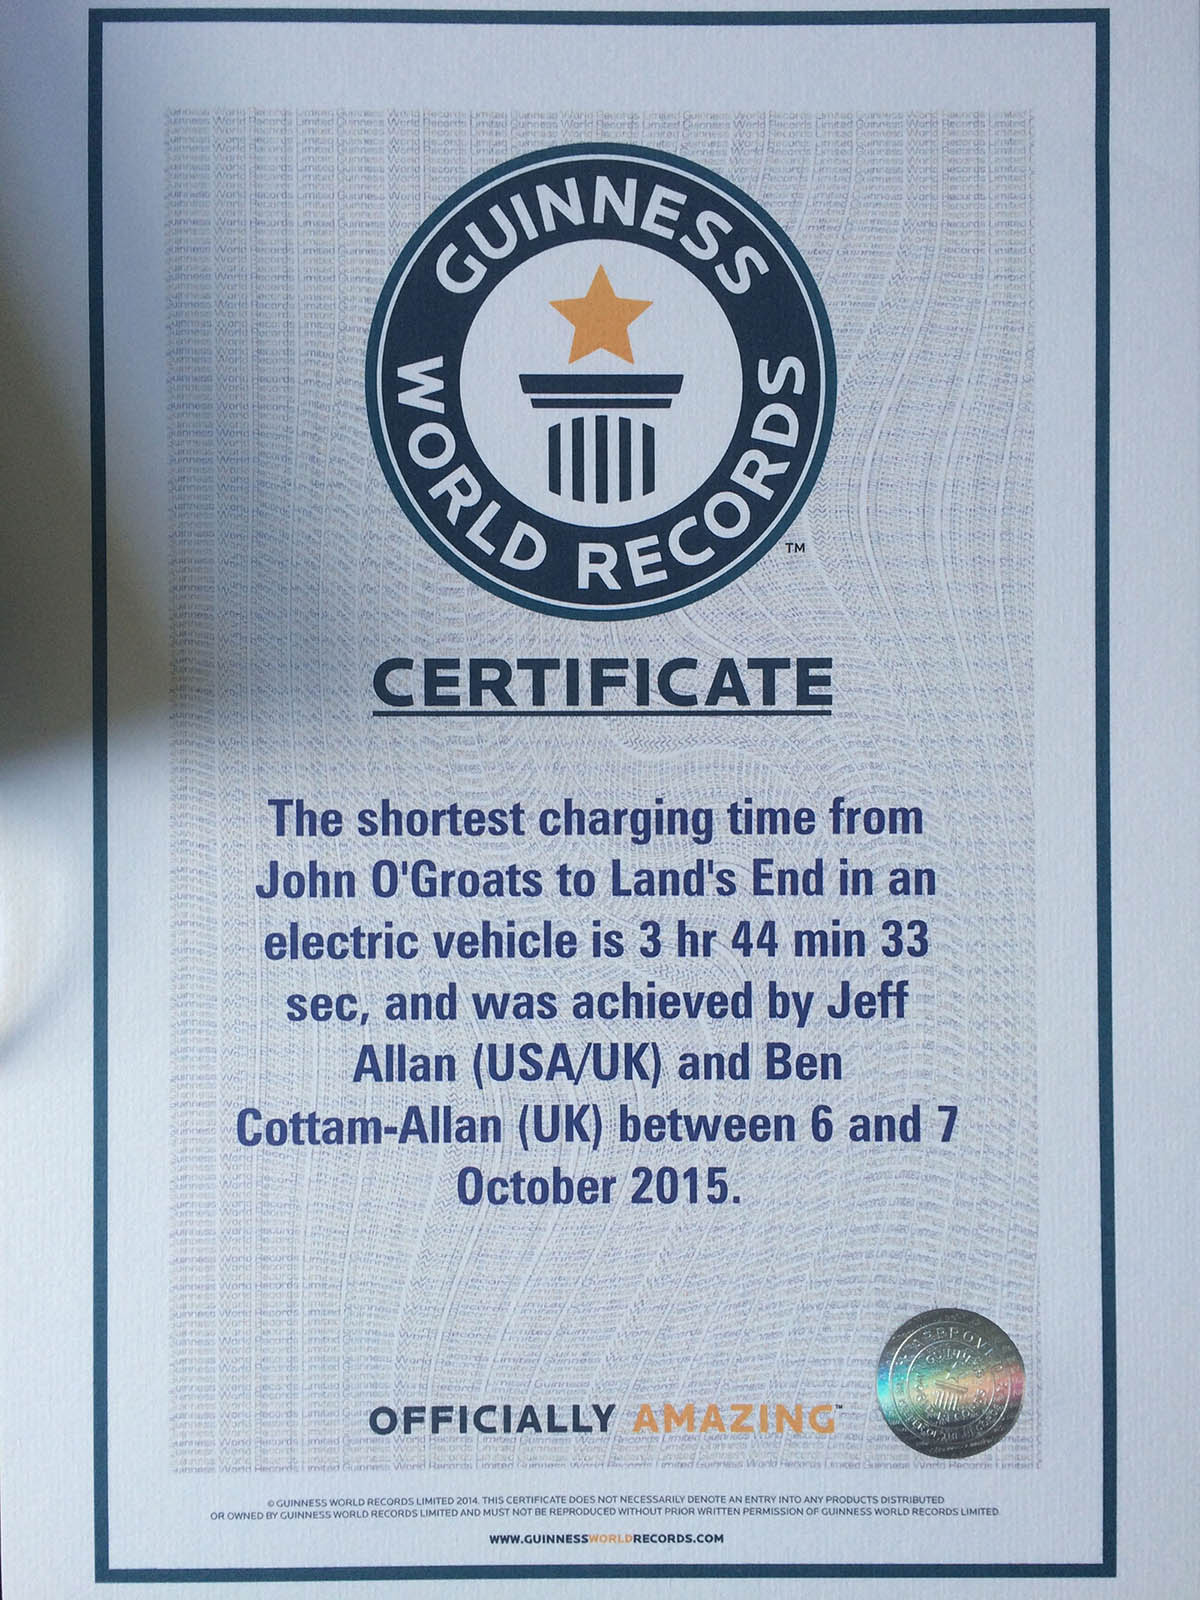 GUINNESS
WORLD RECORDS
TM
CERTIFICATE
The shortest charging time from
John O'Groats to Land's End in an
electric vehicle is 3 hr 44 min 33
sec, and was achieved by Jeff
Allan (USA/UK) and Ben
Cottam-Allan (UK) between 6 and 7
October 2015.
OFFICIALLY AMAZING™
APPROVED
GUINNESS
© GUINNESS WORLD RECORDS LIMITED 2014. THIS CERTIFICATE DOES NOT NECESSARILY DENOTE AN ENTRY INTO ANY PRODUCTS DISTRIBUTED
OR OWNED BY GUINNESS WORLD RECORDS LIMITED AND MUST NOT BE REPRODUCED WITHOUT PRIOR WRITTEN PERMISSION OF GUINNESS WORLD RECORDS LIMITED.
WWW.GUINNESSWORLDRECORDS.COM